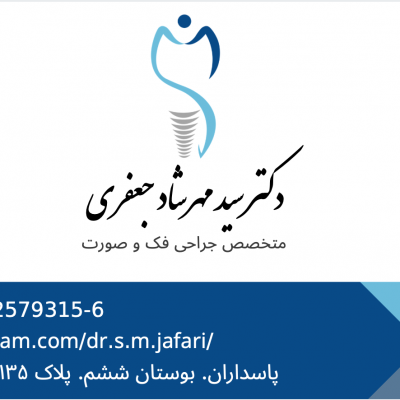 دکتر سید مهرشاد جعفری
متخصص جراحی فک و صورت
2579315-6
am.com/dr.s.m.jafari/
پاسداران. بوستان ششم. پلاک ۱۳۵